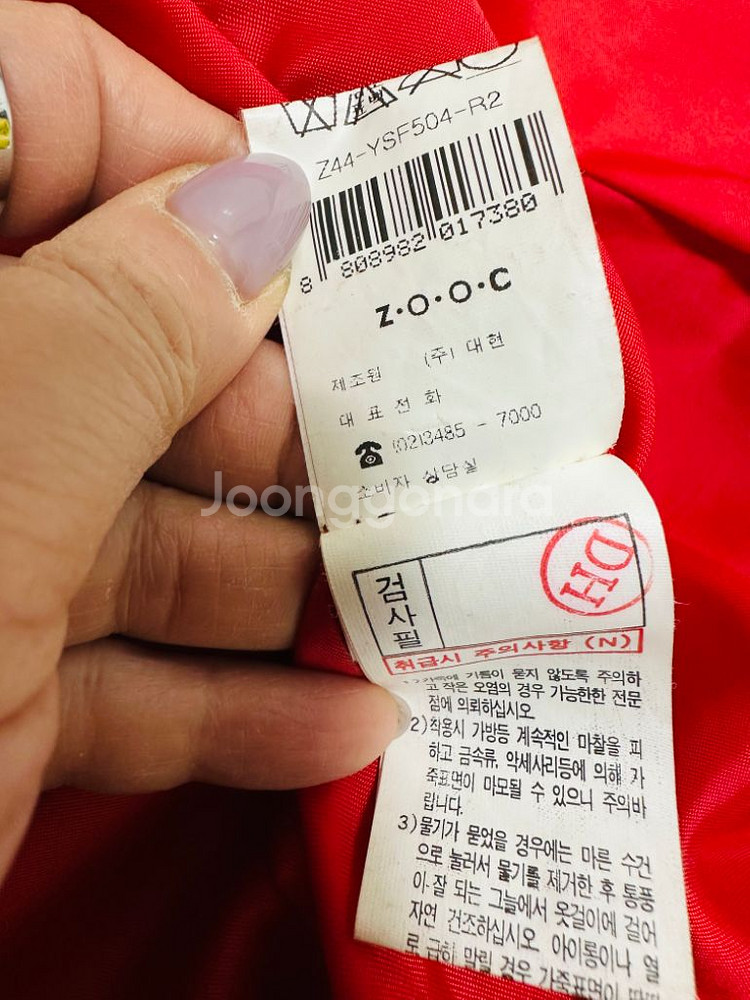 Z44-YSF504-R2
8 808982 017380
z·o·o·c
제조원 (주) 대현
대 표 전 화
☎ (02)3485 - 7000
소비자 상담실
Joonggonara
DH
검사필
취급시 주의사항 (N)
1)가죽에 기름이 묻지 않도록 주의하
고 작은 오염의 경우 가능한한 전문
점에 의뢰하십시오
2)착용시 가방등 계속적인 마찰을 피
하고 금속류, 악세사리등에 의해 가
죽표면이 마모될 수 있으니 주의바
랍니다.
3)물기가 묻었을 경우에는 마른 수건
으로 눌러서 물기를 제거한 후 통풍
이 잘 되는 그늘에서 옷걸이에 걸어
자연 건조하십시오 아이롱이나 열
로 급히 말릴 경우 가죽표면이